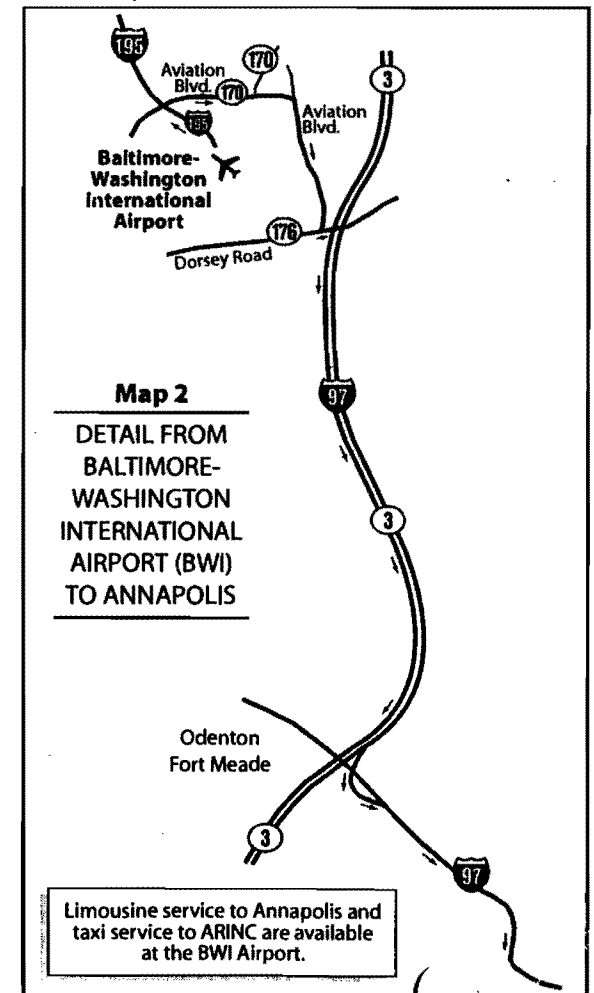 195
170
3
Aviation
Blvd.
170
195
Aviation
Blvd.
Baltimore-
Washington
International
Airport
176
Dorsey Road
97
Map 2
DETAIL FROM
BALTIMORE-
WASHINGTON
INTERNATIONAL
AIRPORT (BWI)
TO ANNAPOLIS
3
Odenton
Fort Meade
3
97
Limousine service to Annapolis and
taxi service to ARINC are available
at the BWI Airport.